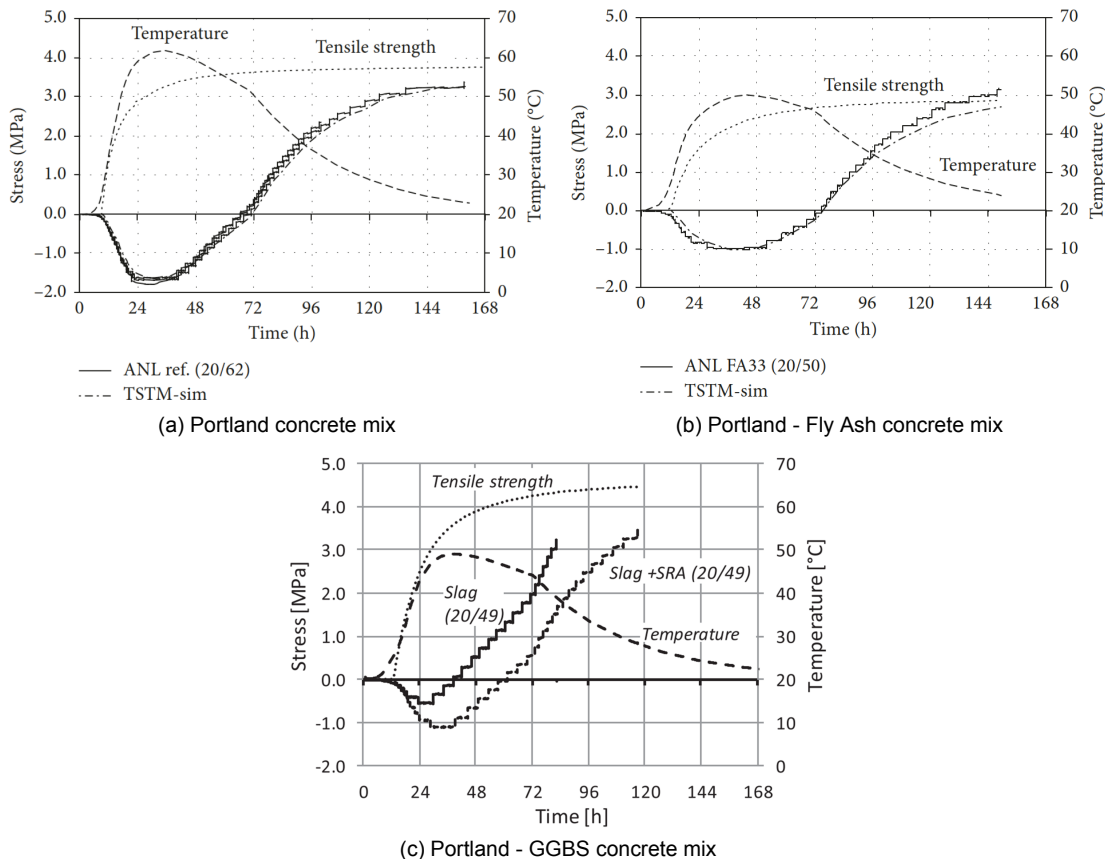 5.0
4.0
3.0
2.0
1.0
0.0
−1.0
−2.0
Stress (MPa)
0 24 48 72 96 120 144 168
Time (h)
70
60
50
40
30
20
10
0
Temperature (°C)
Temperature
Tensile strength
ANL ref. (20/62)
TSTM-sim
(a) Portland concrete mix
5.0
4.0
3.0
2.0
1.0
0.0
−1.0
−2.0
Stress (MPa)
0 24 48 72 96 120 144 168
Time (h)
70
60
50
40
30
20
10
0
Temperature (°C)
Tensile strength
Temperature
ANL FA33 (20/50)
TSTM-sim
(b) Portland - Fly Ash concrete mix
5.0
4.0
3.0
2.0
1.0
0.0
-1.0
-2.0
Stress [MPa]
0 24 48 72 96 120 144 168
Time [h]
70
60
50
40
30
20
10
0
Temperature [°C]
Tensile strength
Slag
(20/49)
Slag +SRA (20/49)
Temperature
(c) Portland - GGBS concrete mix